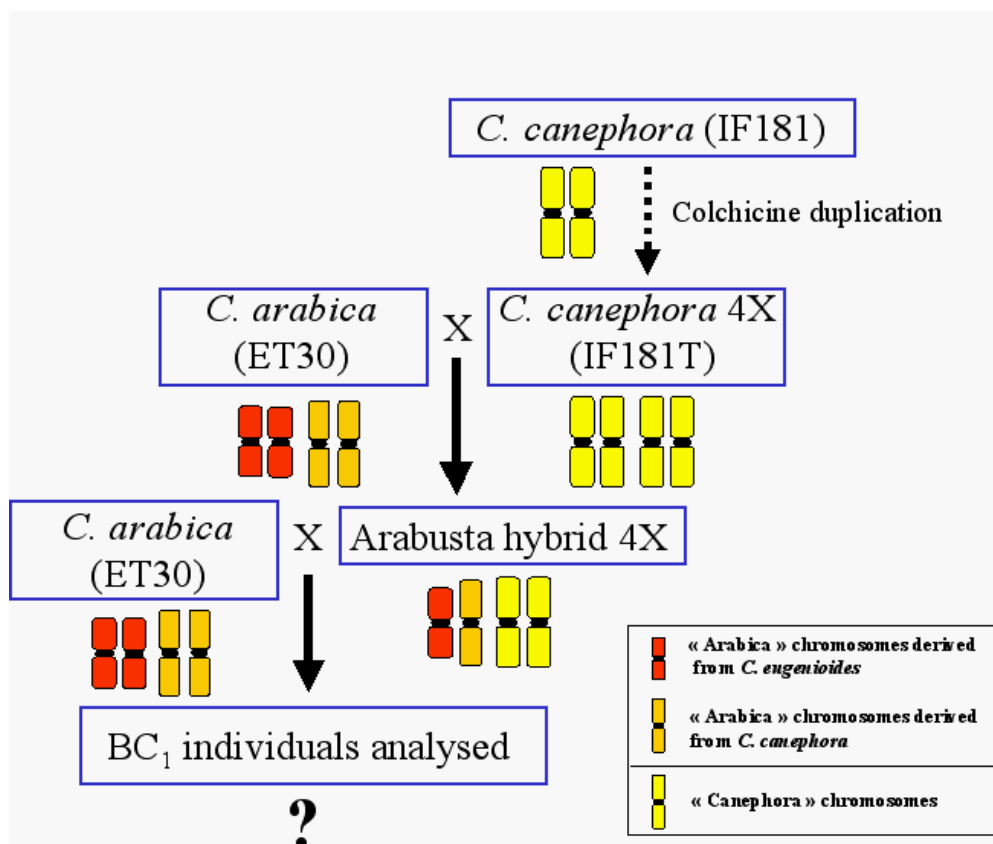 C. canephora (IF181)
Colchicine duplication
C. arabica
(ET30)
X
C. canephora 4X
(IF181T)
C. arabica
(ET30)
X
Arabusta hybrid 4X
BC1 individuals analysed
?
« Arabica » chromosomes derived
from C. eugenioides
« Arabica » chromosomes derived
from C. canephora
« Canephora » chromosomes